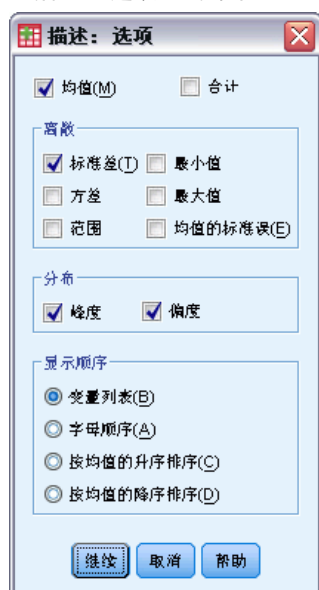 描述：选项
均值(M) 合计
离散
标准差(T) 最小值
方差 最大值
范围 均值的标准误(E)
分布
峰度 偏度
显示顺序
变量列表(B)
字母顺序(A)
按均值的升序排序(C)
按均值的降序排序(D)
继续 取消 帮助